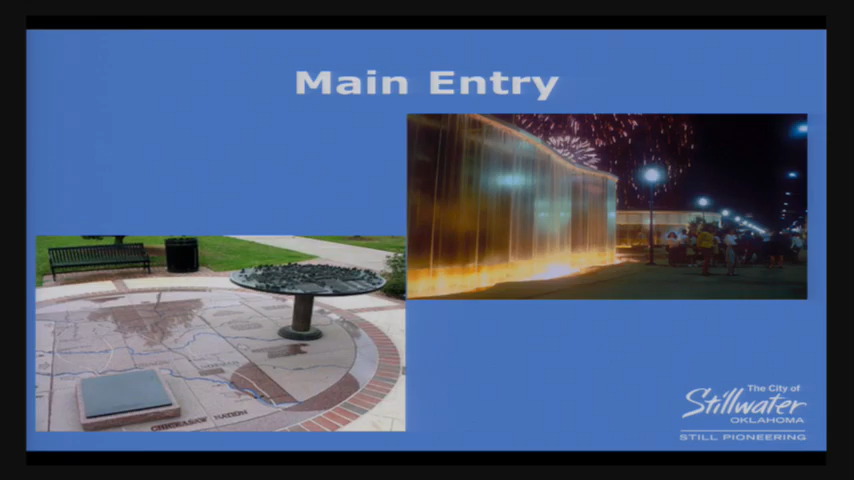 Main Entry
CHICKASAW NATION
The City of
Stillwater
OKLAHOMA
STILL PIONEERING